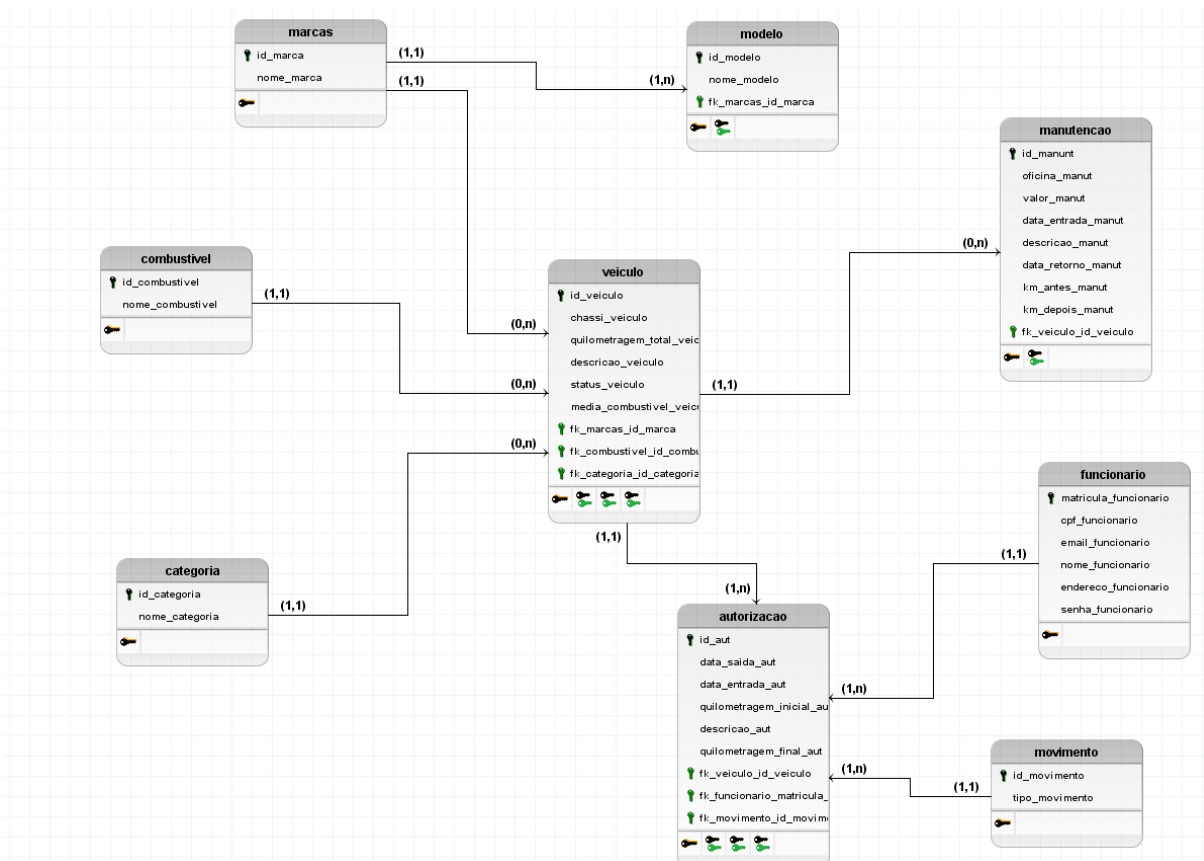 marcas
id_marca
nome_marca
(1,1)
(1,1)
(1,n)
modelo
id_modelo
nome_modelo
fk_marcas_id_marca
manutencao
id_manunt
oficina_manut
valor_manut
data_entrada_manut
descricao_manut
data_retorno_manut
km_antes_manut
km_depois_manut
fk_veiculo_id_veiculo
(0,n)
combustivel
id_combustivel
nome_combustivel
(1,1)
veiculo
id_veiculo
chassi_veiculo
quilometragem_total_veic
descricao_veiculo
status_veiculo
media_combustivel_veic
fk_marcas_id_marca
fk_combustivel_id_combu
fk_categoria_id_categoria
(0,n)
(0,n)
(0,n)
(1,1)
(1,1)
categoria
id_categoria
nome_categoria
(1,1)
funcionario
matricula_funcionario
cpf_funcionario
email_funcionario
nome_funcionario
endereco_funcionario
senha_funcionario
(1,1)
(1,n)
autorizacao
id_aut
data_saida_aut
data_entrada_aut
quilometragem_inicial_au
descricao_aut
quilometragem_final_aut
fk_veiculo_id_veiculo
fk_funcionario_matricula_
fk_movimento_id_movim
(1,n)
(1,n)
(1,1)
movimento
id_movimento
tipo_movimento